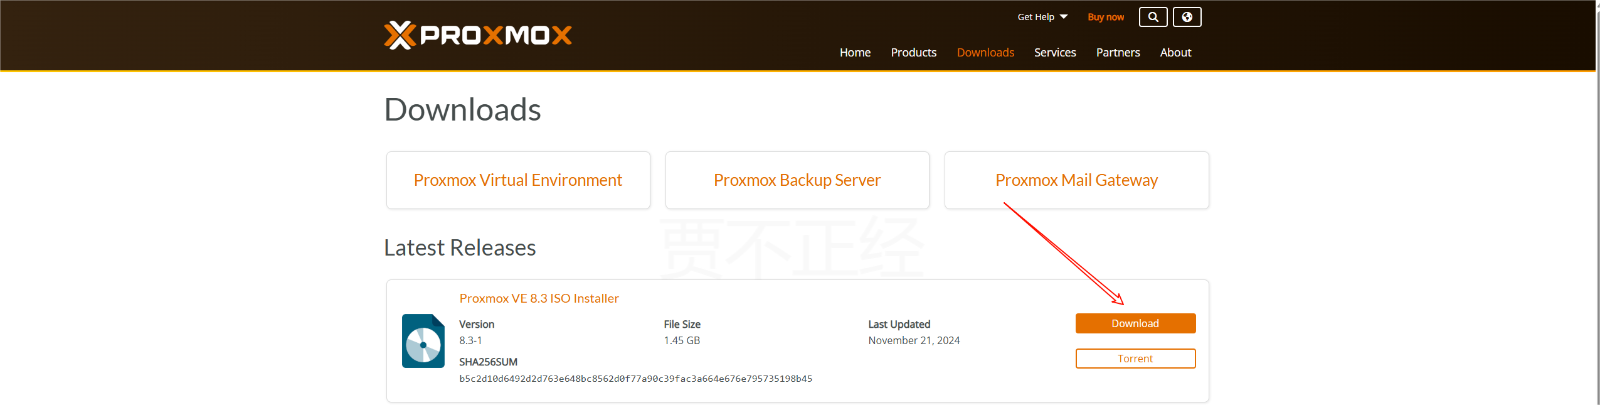 Get Help Buy now
PROXMOX
Home Products Downloads Services Partners About
Downloads
Proxmox Virtual Environment Proxmox Backup Server Proxmox Mail Gateway
贾不正经
Latest Releases
Proxmox VE 8.3 ISO Installer
Version File Size Last Updated Download
8.3-1 1.45 GB November 21, 2024
SHA256SUM Torrent
b5c2d10d6492d2d763e648bc8562d0f77a90c39fac3a664e676e795735198b45